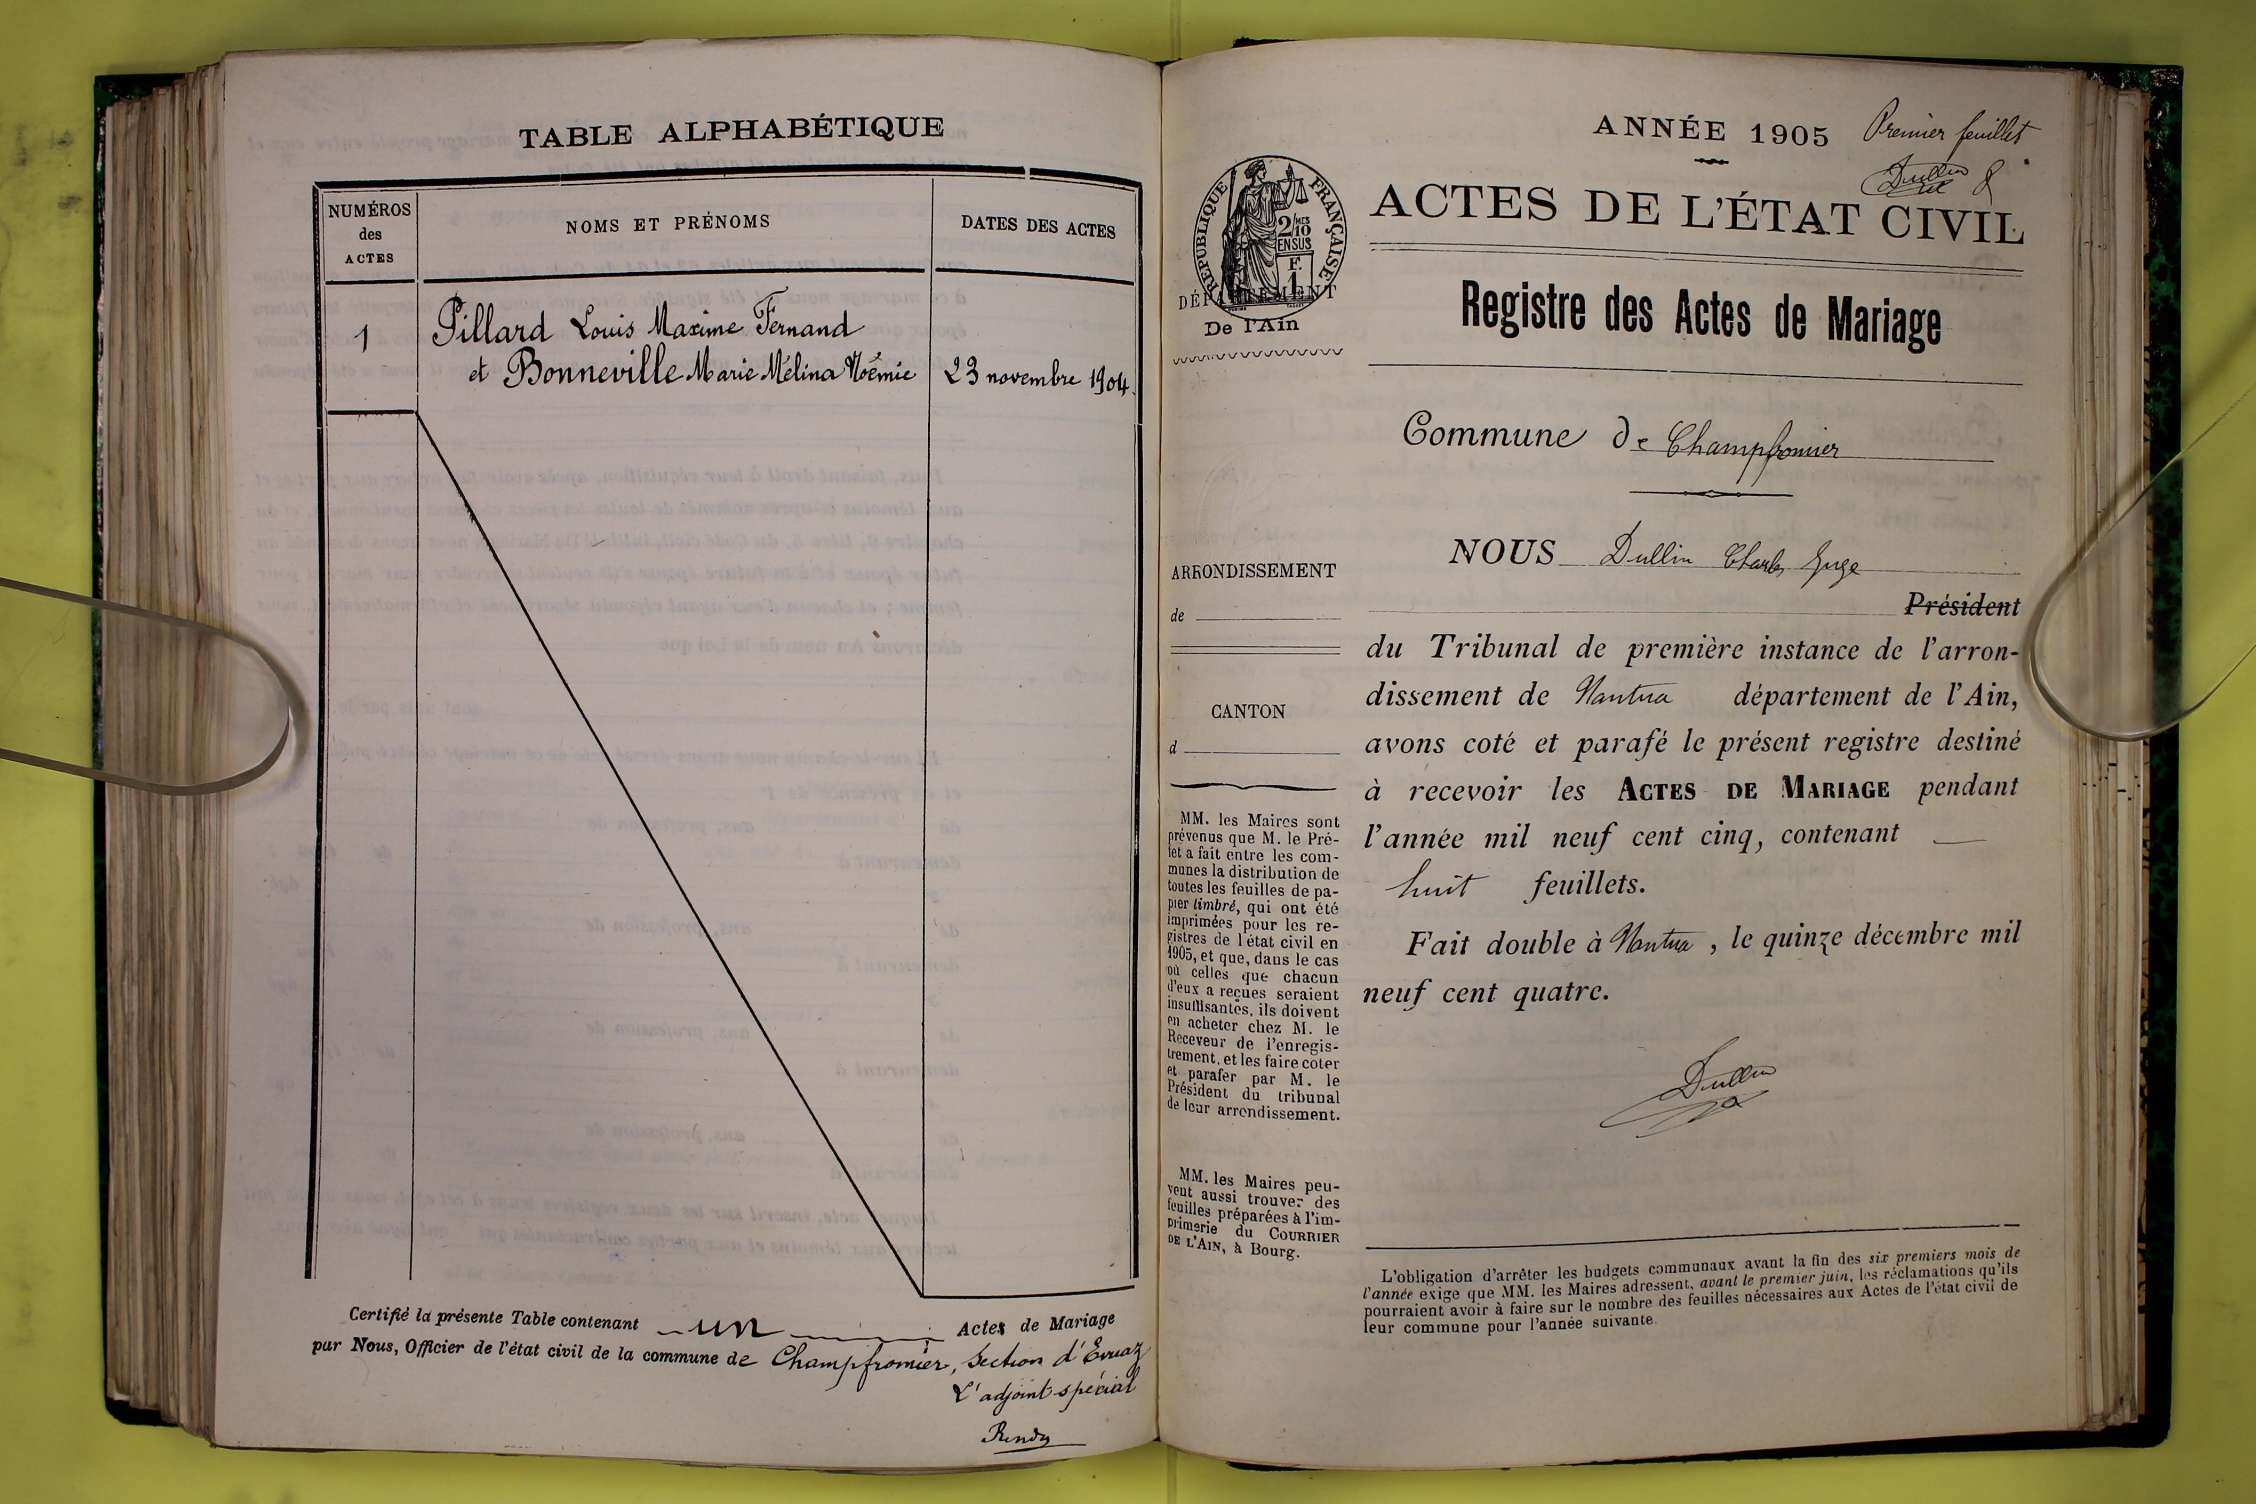 TABLE ALPHABÉTIQUE
NUMÉROS
des
ACTES
NOMS ET PRÉNOMS
DATES DES ACTES
1
Pillard Louis Maxime Fernand
et Bonneville Marie Mélina Noémie
23 novembre 1904.
Certifié la présente Table contenant un Actes de Mariage
par Nous, Officier de l'état civil de la commune de Champfromier, section d'Evuaz
L'adjoint spécial
ANNÉE 1905
Premier feuillet
Dullin
ACTES DE L'ÉTAT CIVIL
RÉPUBLIQUE FRANÇAISE
2/10 MES
EN SUS
F.
1
DÉPARTEMENT
De l'Ain
Registre des Actes de Mariage
Commune de Champfromier
ARRONDISSEMENT
de
CANTON
d
MM. les Maires sont
prévenus que M. le Pré-
fet a fait entre les com-
munes la distribution de
toutes les feuilles de pa-
pier timbré, qui ont été
imprimées pour les re-
gistres de l'état civil en
1905, et que, dans le cas
où celles que chacun
d'eux a reçues seraient
insuffisantes, ils doivent
en acheter chez M. le
Receveur de l'enregis-
trement, et les faire coter
et parafer par M. le
Président du tribunal
de leur arrondissement.
MM. les Maires peu-
vent aussi trouver des
feuilles préparées à l'im-
primerie du COURRIER
DE L'AIN, à Bourg.
NOUS Dullin Charles Juge
Président
du Tribunal de première instance de l'arron-
dissement de Nantua département de l'Ain,
avons coté et parafé le présent registre destiné
à recevoir les ACTES DE MARIAGE pendant
l'année mil neuf cent cinq, contenant
huit feuillets.
Fait double à Nantua, le quinze décembre mil
neuf cent quatre.
Dullin
L'obligation d'arrêter les budgets communaux avant la fin des six premiers mois de
l'année exige que MM. les Maires adressent, avant le premier juin, les réclamations qu'ils
pourraient avoir à faire sur le nombre des feuilles nécessaires aux Actes de l'état civil de
leur commune pour l'année suivante.